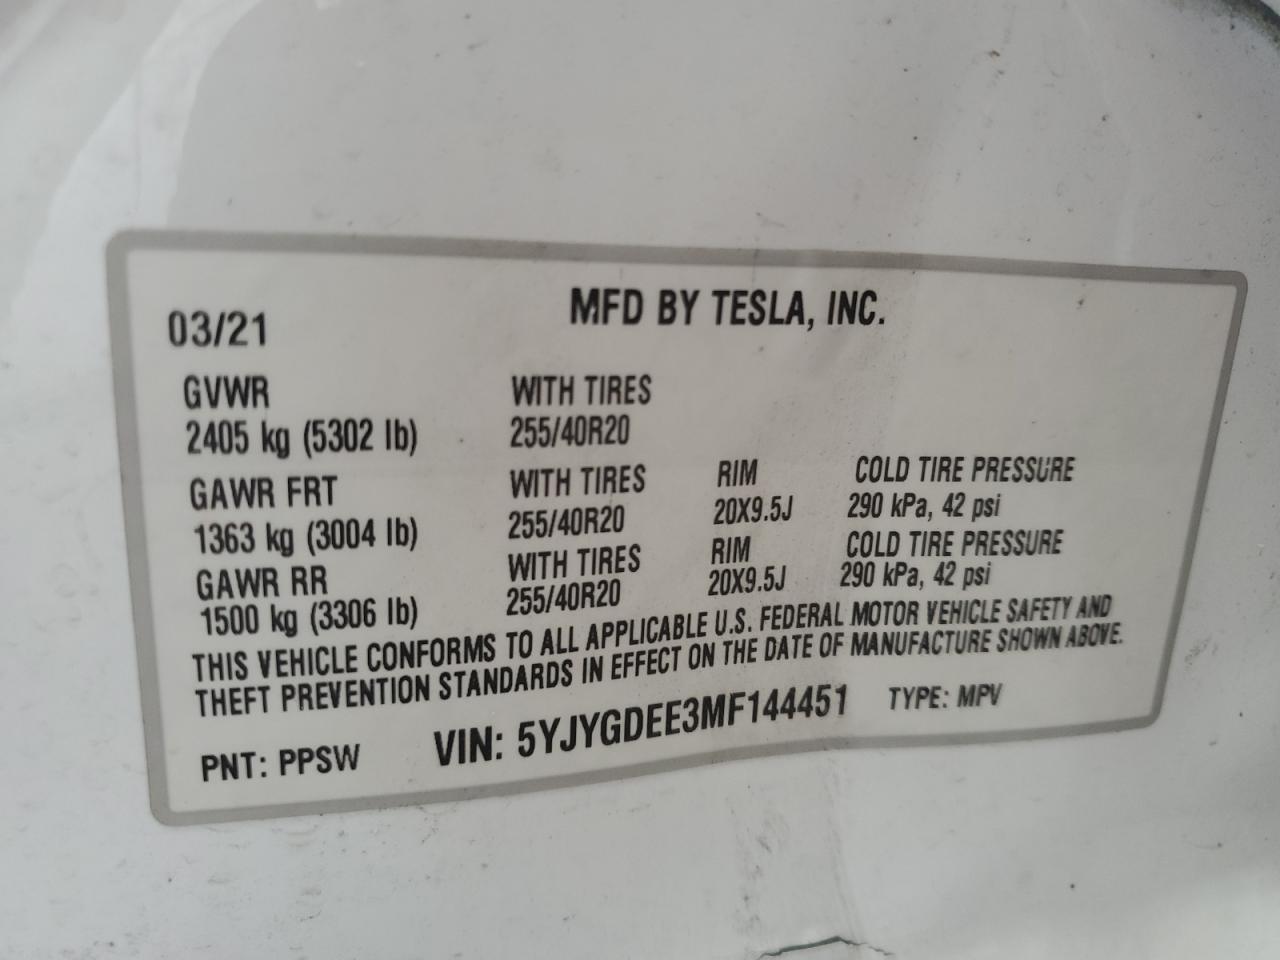 03/21 MFD BY TESLA, INC.
GVWR WITH TIRES
2405 kg (5302 lb) 255/40R20
GAWR FRT WITH TIRES RIM COLD TIRE PRESSURE
1363 kg (3004 lb) 255/40R20 20X9.5J 290 kPa, 42 psi
GAWR RR WITH TIRES RIM COLD TIRE PRESSURE
1500 kg (3306 lb) 255/40R20 20X9.5J 290 kPa, 42 psi
THIS VEHICLE CONFORMS TO ALL APPLICABLE U.S. FEDERAL MOTOR VEHICLE SAFETY AND
THEFT PREVENTION STANDARDS IN EFFECT ON THE DATE OF MANUFACTURE SHOWN ABOVE.
PNT: PPSW VIN: 5YJYGDEE3MF144451 TYPE: MPV